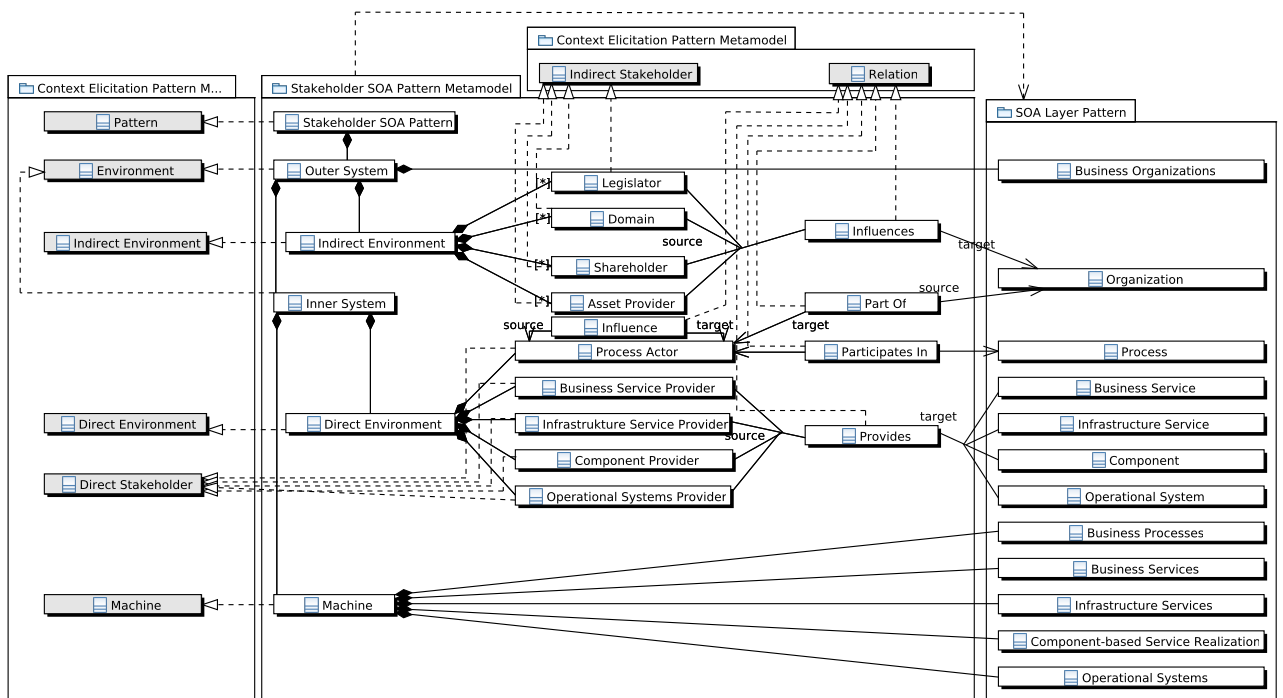 Context Elicitation Pattern Metamodel
Indirect Stakeholder
Relation
Context Elicitation Pattern M...
Pattern
Environment
Indirect Environment
Direct Environment
Direct Stakeholder
Machine
Stakeholder SOA Pattern Metamodel
Stakeholder SOA Pattern
Outer System
Indirect Environment
Inner System
Direct Environment
Machine
[*]
Legislator
[*]
Domain
source
[*]
Shareholder
[*]
Asset Provider
source
Influence
target
Process Actor
Business Service Provider
Infrastrukture Service Provider
source
Component Provider
Operational Systems Provider
Influences
target
Part Of
source
target
Participates In
Provides
target
SOA Layer Pattern
Business Organizations
Organization
Process
Business Service
Infrastructure Service
Component
Operational System
Business Processes
Business Services
Infrastructure Services
Component-based Service Realization
Operational Systems